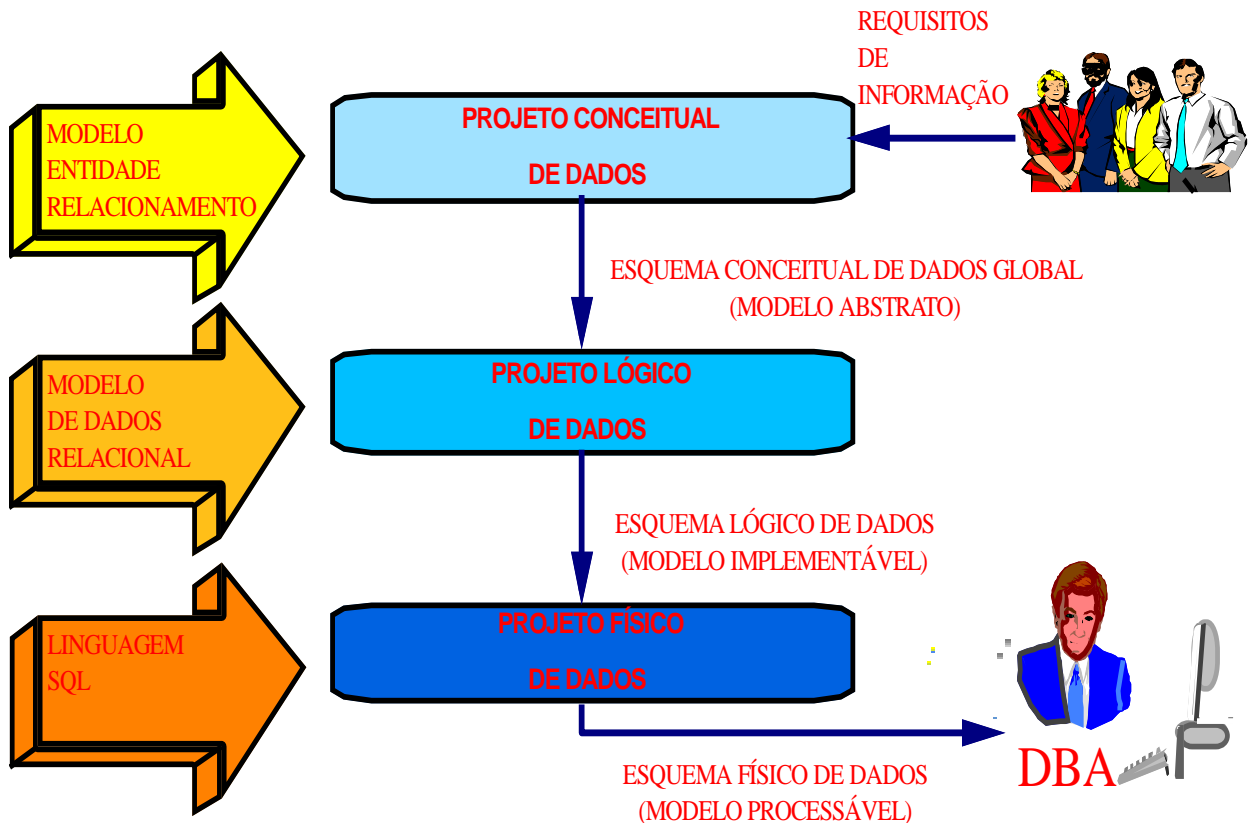 REQUISITOS
DE
INFORMAÇÃO
MODELO
ENTIDADE
RELACIONAMENTO
PROJETO CONCEITUAL
DE DADOS
ESQUEMA CONCEITUAL DE DADOS GLOBAL
(MODELO ABSTRATO)
MODELO
DE DADOS
RELACIONAL
PROJETO LÓGICO
DE DADOS
ESQUEMA LÓGICO DE DADOS
(MODELO IMPLEMENTÁVEL)
LINGUAGEM
SQL
PROJETO FÍSICO
DE DADOS
ESQUEMA FÍSICO DE DADOS
(MODELO PROCESSÁVEL)
DBA